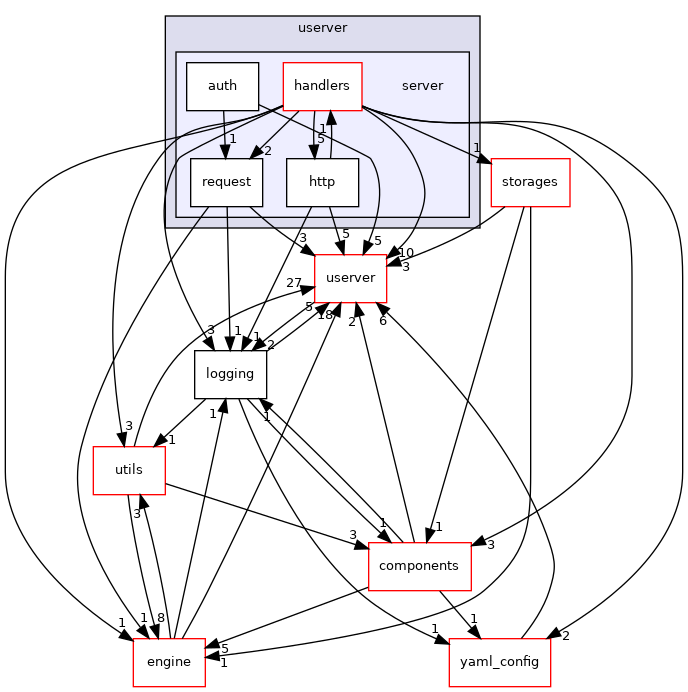 userver
auth
handlers
server
1
5
1
2
1
request
http
storages
3
5
5
10
3
userver
27
5
18
2
6
3
1
1
2
logging
1
1
3
1
utils
3
1
3
1
3
components
1
1
8
1
1
2
5
1
engine
yaml_config